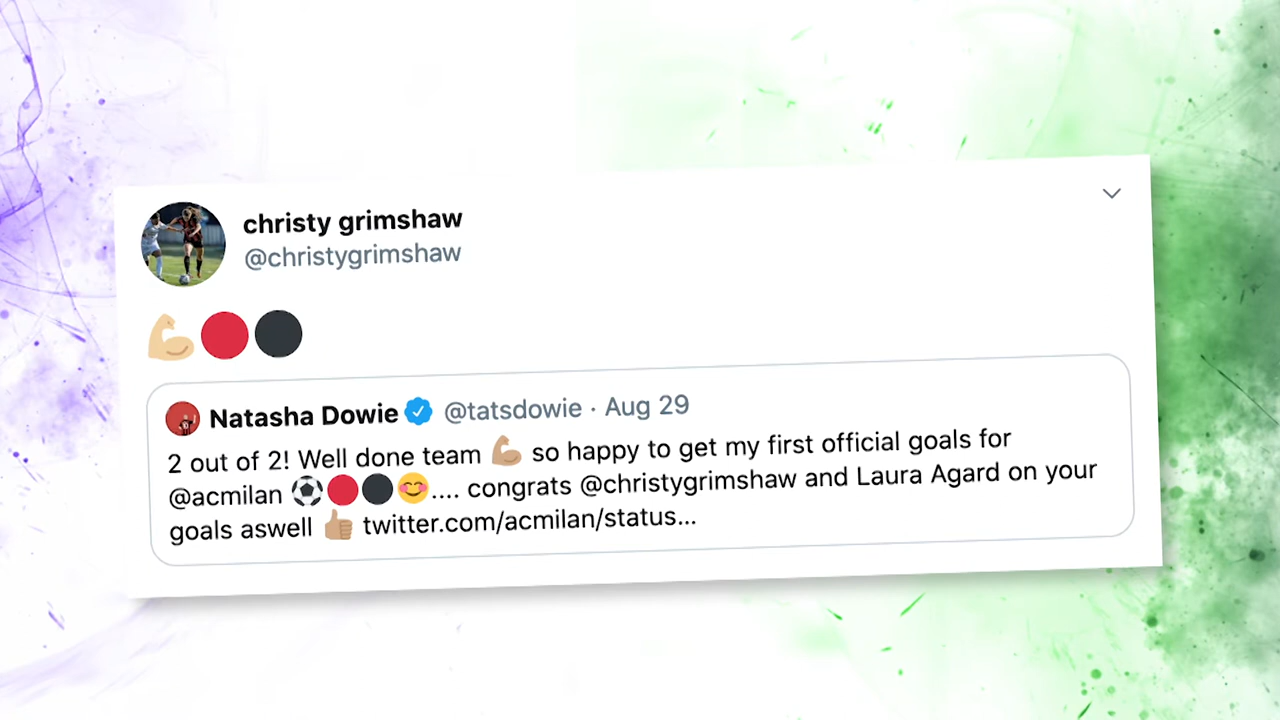 christy grimshaw
@christygrimshaw
💪🏼🔴⚫
Natasha Dowie @tatsdowie · Aug 29
2 out of 2! Well done team 💪🏽 so happy to get my first official goals for
@acmilan ⚽🔴⚫😊.... congrats @christygrimshaw and Laura Agard on your
goals aswell 👍🏽 twitter.com/acmilan/status...